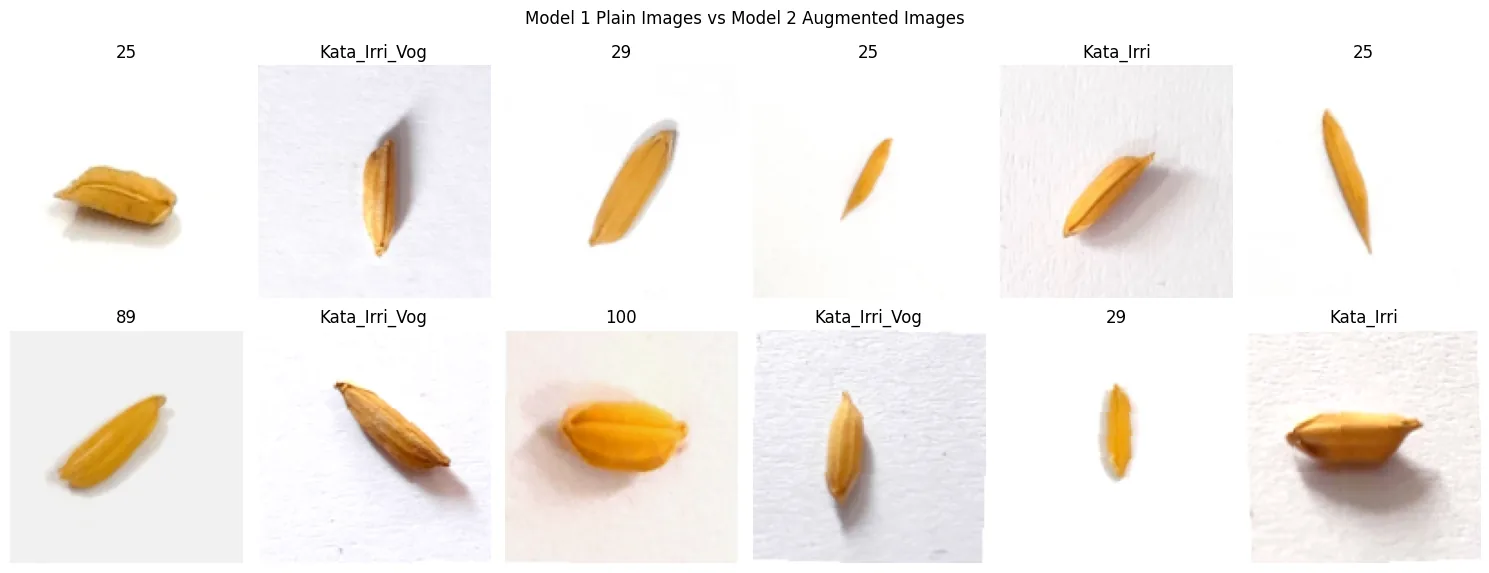 Model 1 Plain Images vs Model 2 Augmented Images
25 Kata_Irri_Vog 29 25 Kata_Irri 25
89 Kata_Irri_Vog 100 Kata_Irri_Vog 29 Kata_Irri